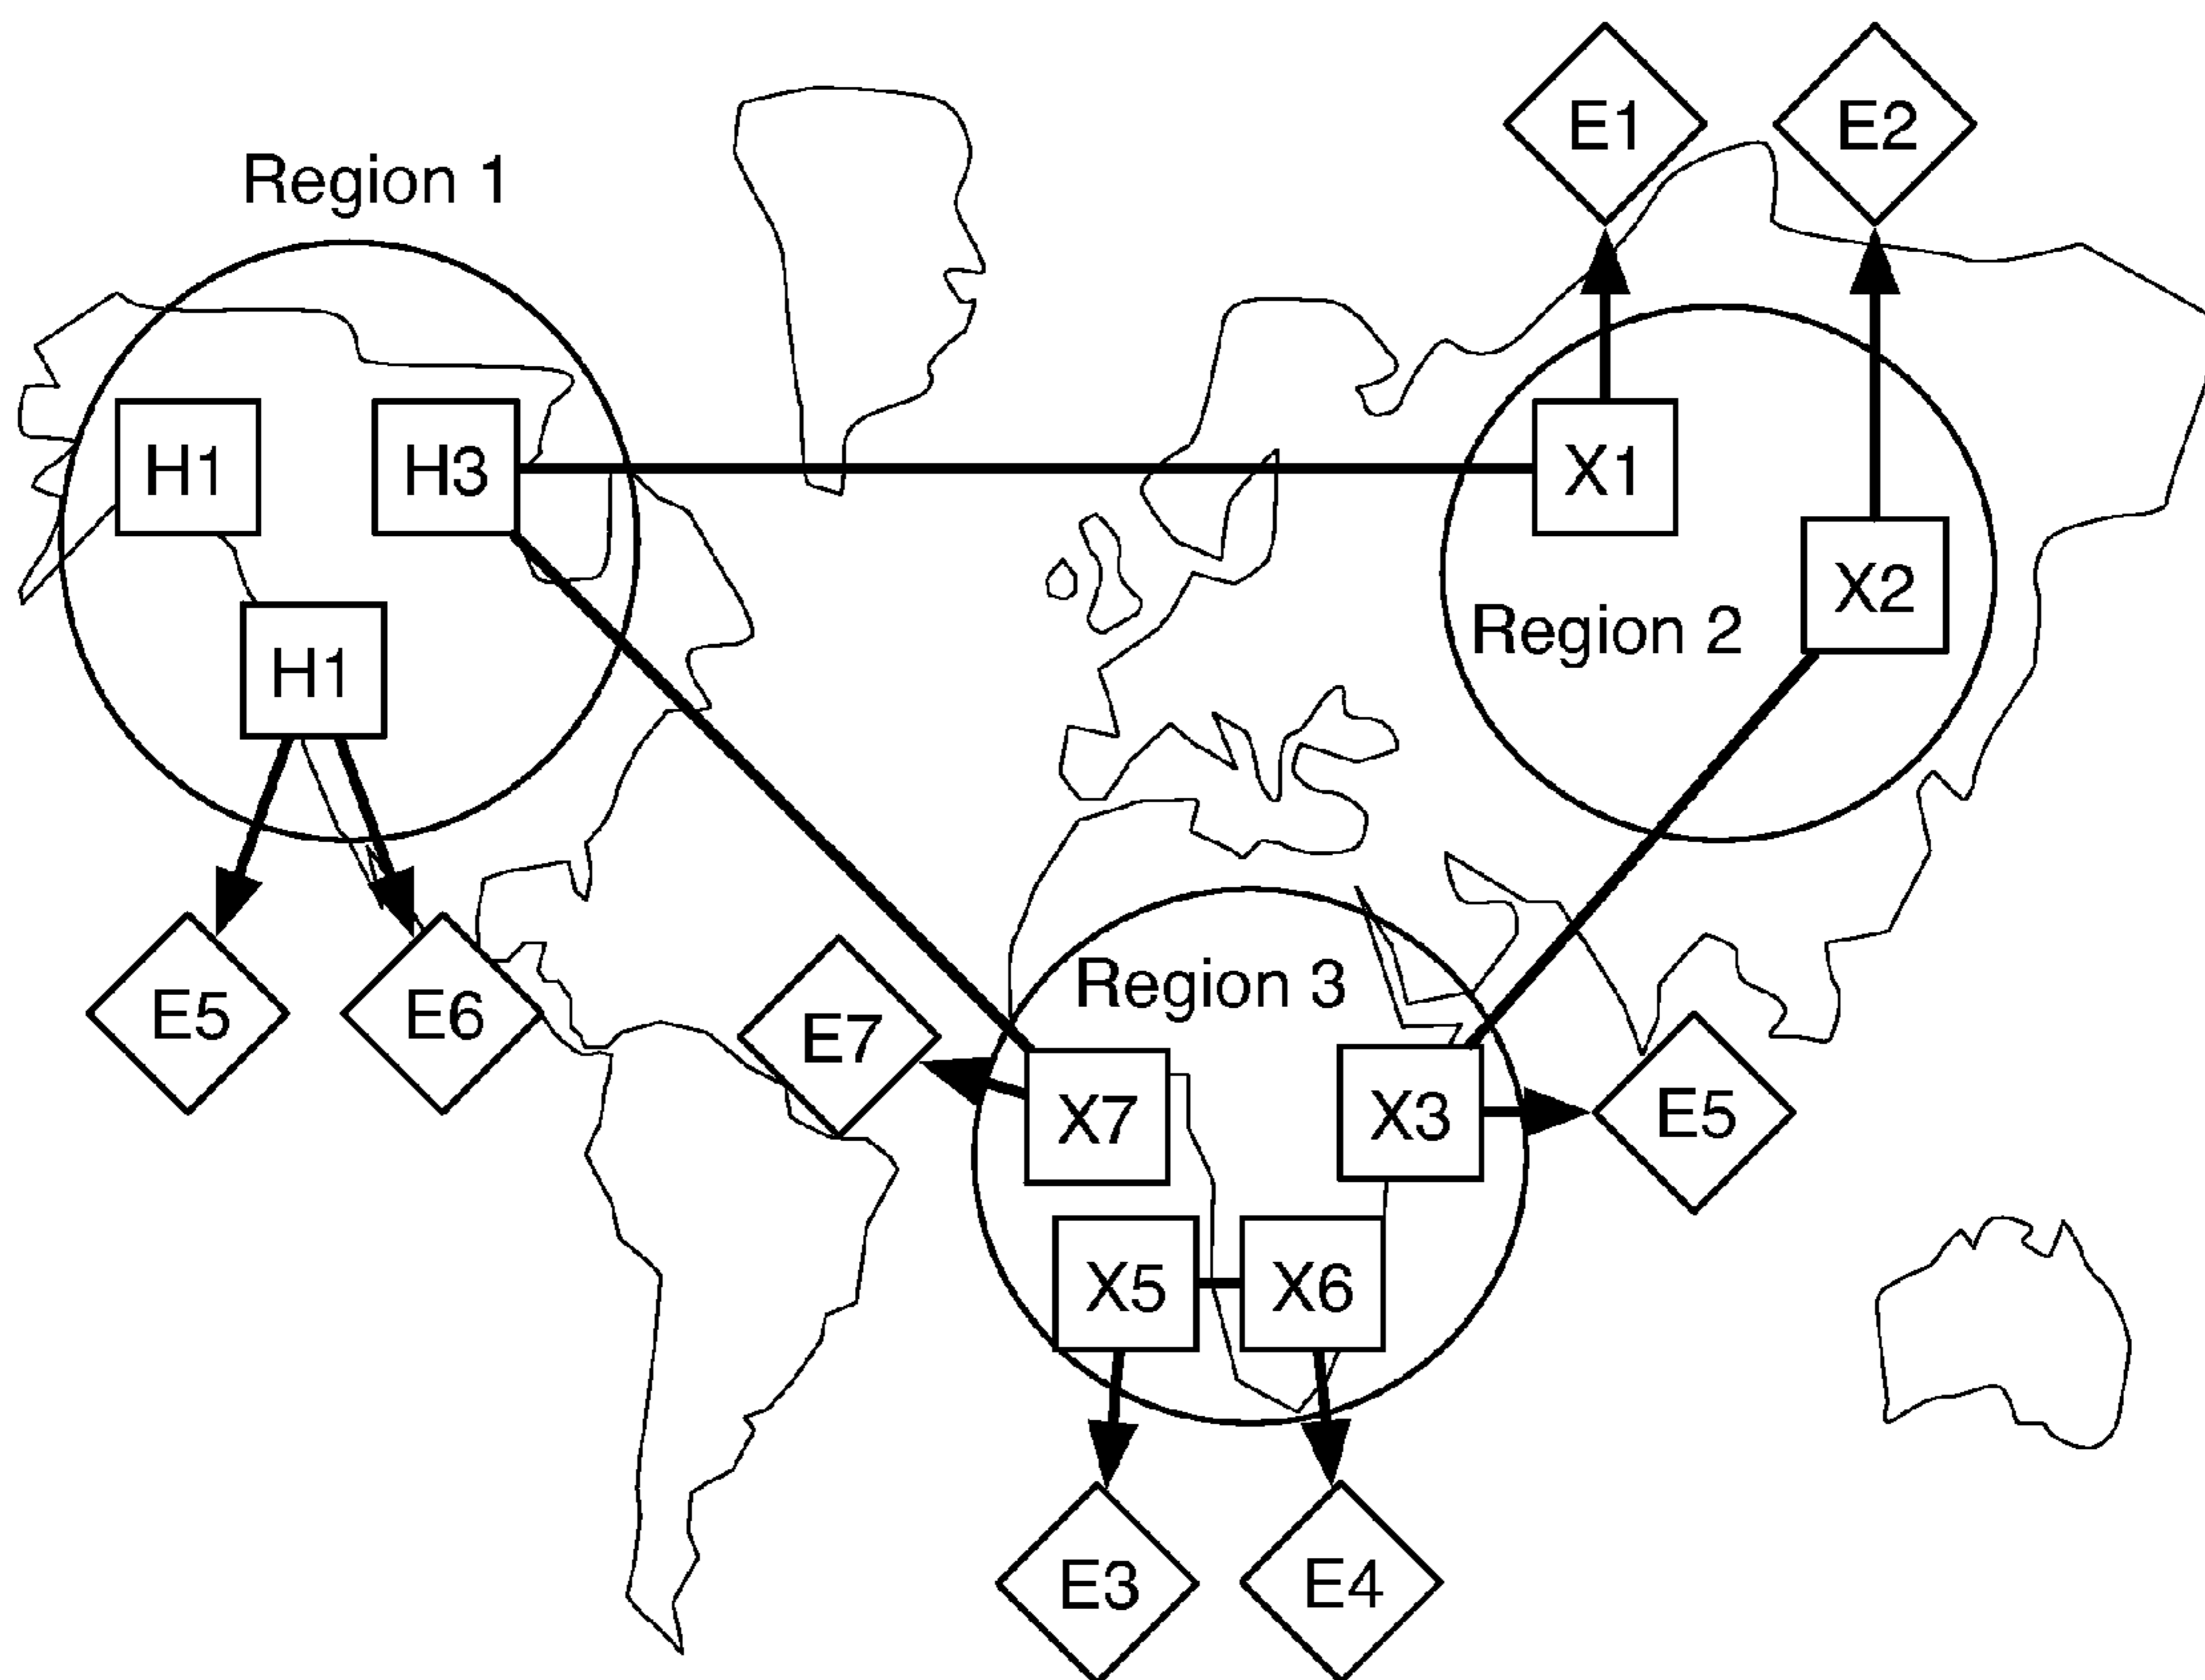 E1
E2
Region 1
H1
H3
X1
X2
Region 2
H1
Region 3
E5
E6
E7
X7
X3
E5
X5
X6
E3
E4